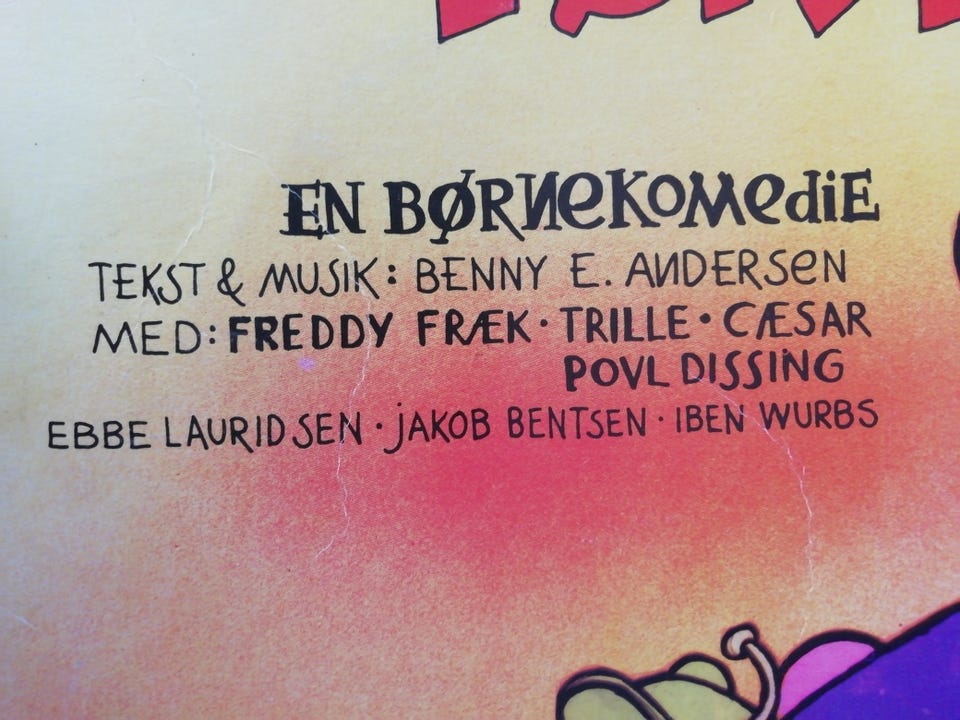 EN BØRNEKOMEDIE
TEKST & MUSIK: BENNY E. ANDERSEN
MED: FREDDY FRÆK · TRILLE · CÆSAR
POVL DISSING
EBBE LAURIDSEN · JAKOB BENTSEN · IBEN WURBS